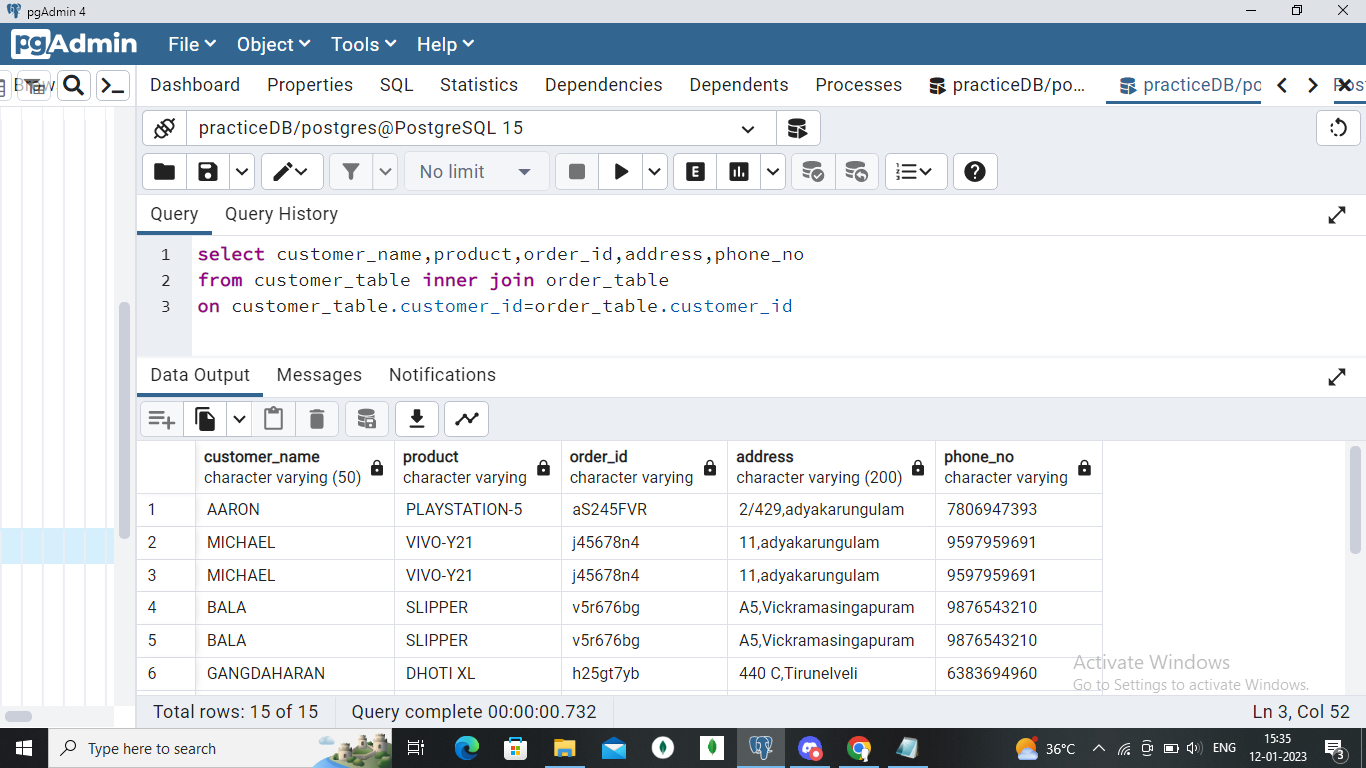 pgAdmin 4
pgAdmin File Object Tools Help
Dashboard Properties SQL Statistics Dependencies Dependents Processes practiceDB/po... practiceDB/po
practiceDB/postgres@PostgreSQL 15
No limit
E
Query Query History
1 select customer_name,product,order_id,address,phone_no
2 from customer_table inner join order_table
3 on customer_table.customer_id=order_table.customer_id
Data Output Messages Notifications
customer_name product order_id address phone_no
character varying (50) character varying character varying character varying (200) character varying
1 AARON PLAYSTATION-5 aS245FVR 2/429,adyakarungulam 7806947393
2 MICHAEL VIVO-Y21 j45678n4 11,adyakarungulam 9597959691
3 MICHAEL VIVO-Y21 j45678n4 11,adyakarungulam 9597959691
4 BALA SLIPPER v5r676bg A5,Vickramasingapuram 9876543210
5 BALA SLIPPER v5r676bg A5,Vickramasingapuram 9876543210
6 GANGDAHARAN DHOTI XL h25gt7yb 440 C,Tirunelveli 6383694960
Activate Windows
Go to Settings to activate Windows.
Total rows: 15 of 15 Query complete 00:00:00.732 Ln 3, Col 52
Type here to search 36°C ENG 15:35
12-01-2023 3